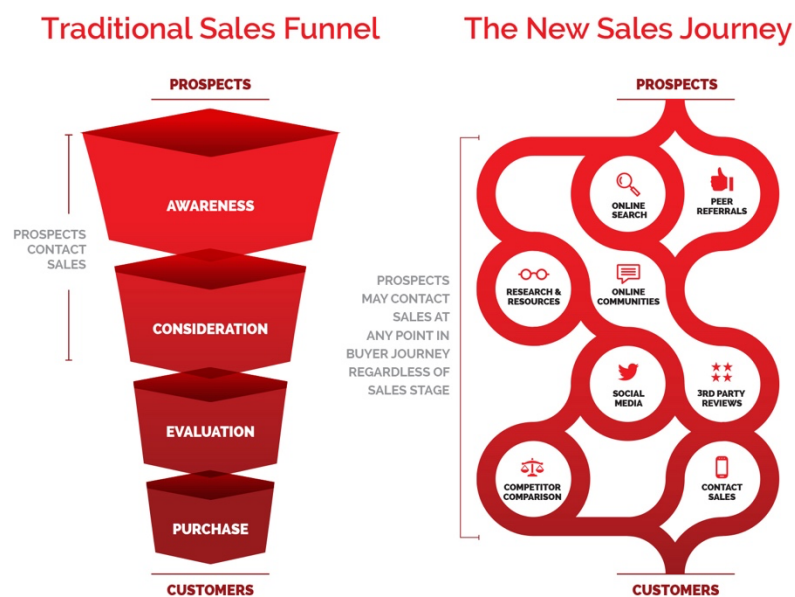 Traditional Sales Funnel
PROSPECTS
AWARENESS
PROSPECTS
CONTACT
SALES
CONSIDERATION
EVALUATION
PURCHASE
CUSTOMERS
The New Sales Journey
PROSPECTS
ONLINE
SEARCH
PEER
REFERRALS
PROSPECTS
MAY CONTACT
SALES AT
ANY POINT IN
BUYER JOURNEY
REGARDLESS OF
SALES STAGE
RESEARCH &
RESOURCES
ONLINE
COMMUNITIES
SOCIAL
MEDIA
3RD PARTY
REVIEWS
COMPETITOR
COMPARISON
CONTACT
SALES
CUSTOMERS